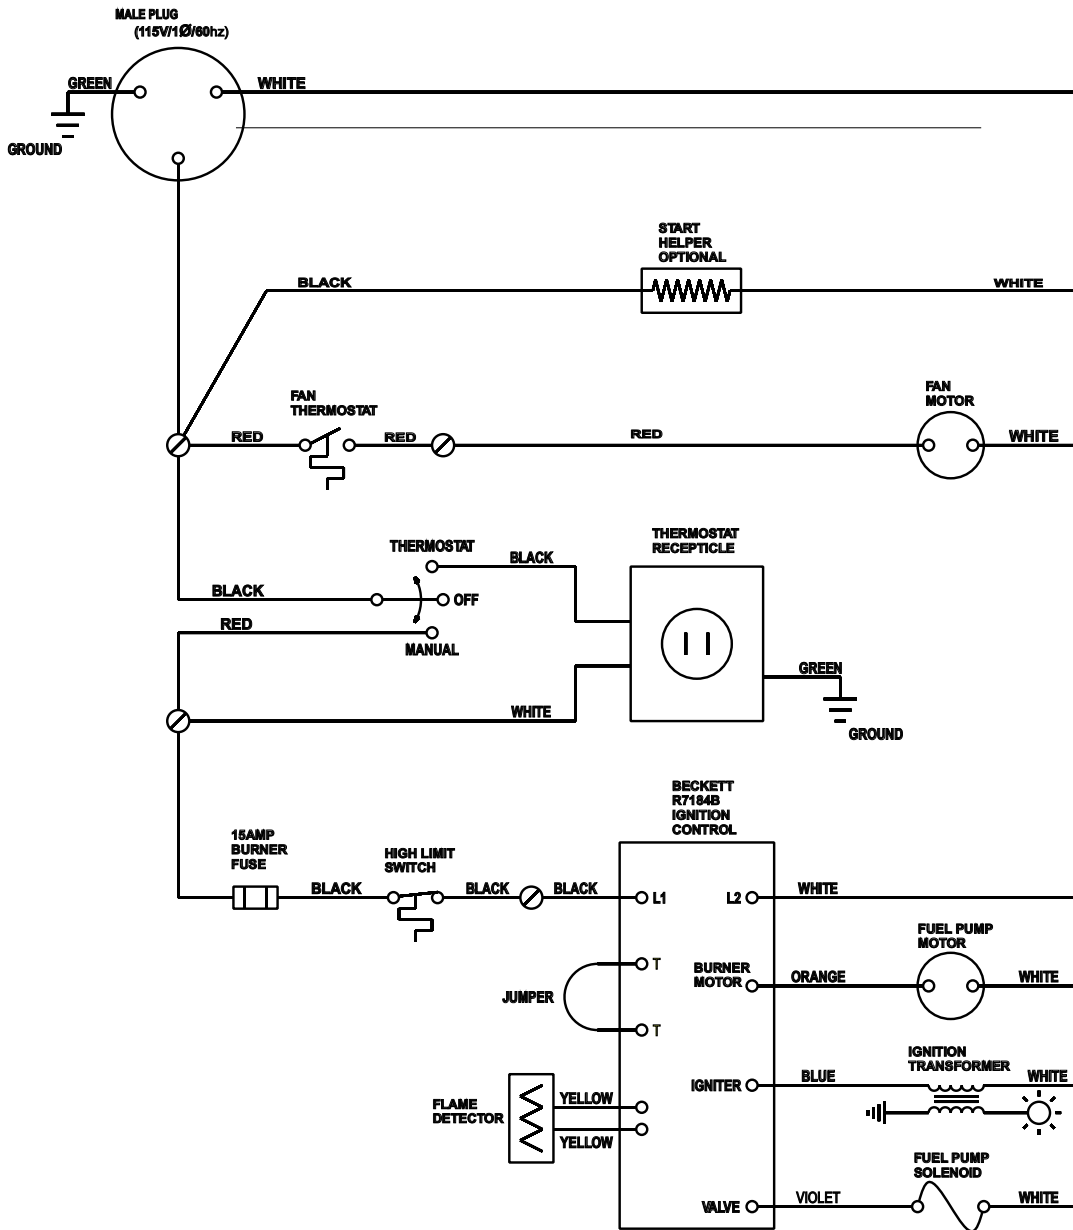 MALE PLUG
(115V/1Ø/60hz)
GREEN
WHITE
GROUND
START
HELPER
OPTIONAL
BLACK
WHITE
FAN
THERMOSTAT
FAN
MOTOR
RED
RED
RED
WHITE
THERMOSTAT
RECEPTICLE
THERMOSTAT
BLACK
BLACK
OFF
RED
MANUAL
GREEN
WHITE
GROUND
BECKETT
R7184B
IGNITION
CONTROL
15AMP
BURNER
FUSE
HIGH LIMIT
SWITCH
BLACK
BLACK
BLACK
L1
L2
WHITE
FUEL PUMP
MOTOR
T
BURNER
MOTOR
ORANGE
WHITE
JUMPER
T
IGNITION
TRANSFORMER
IGNITER
BLUE
WHITE
FLAME
DETECTOR
YELLOW
YELLOW
FUEL PUMP
SOLENOID
VALVE
VIOLET
WHITE